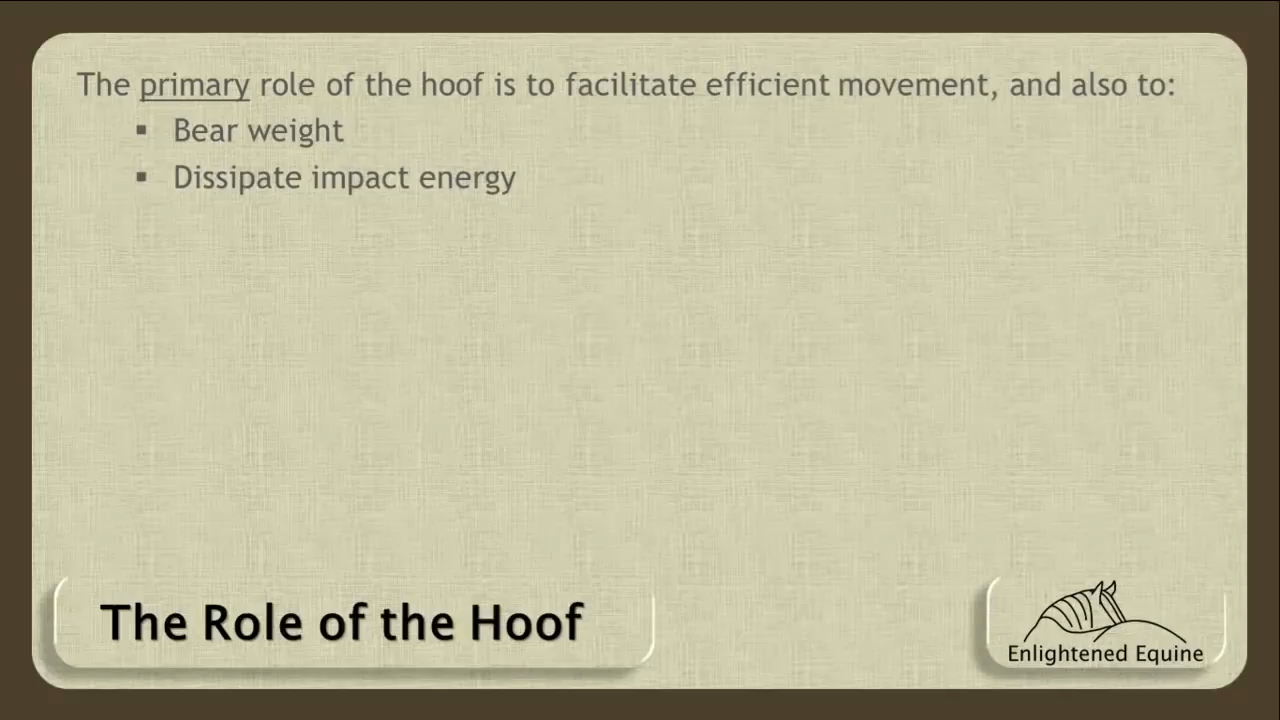 The primary role of the hoof is to facilitate efficient movement, and also to:
▪ Bear weight
▪ Dissipate impact energy
The Role of the Hoof
Enlightened Equine